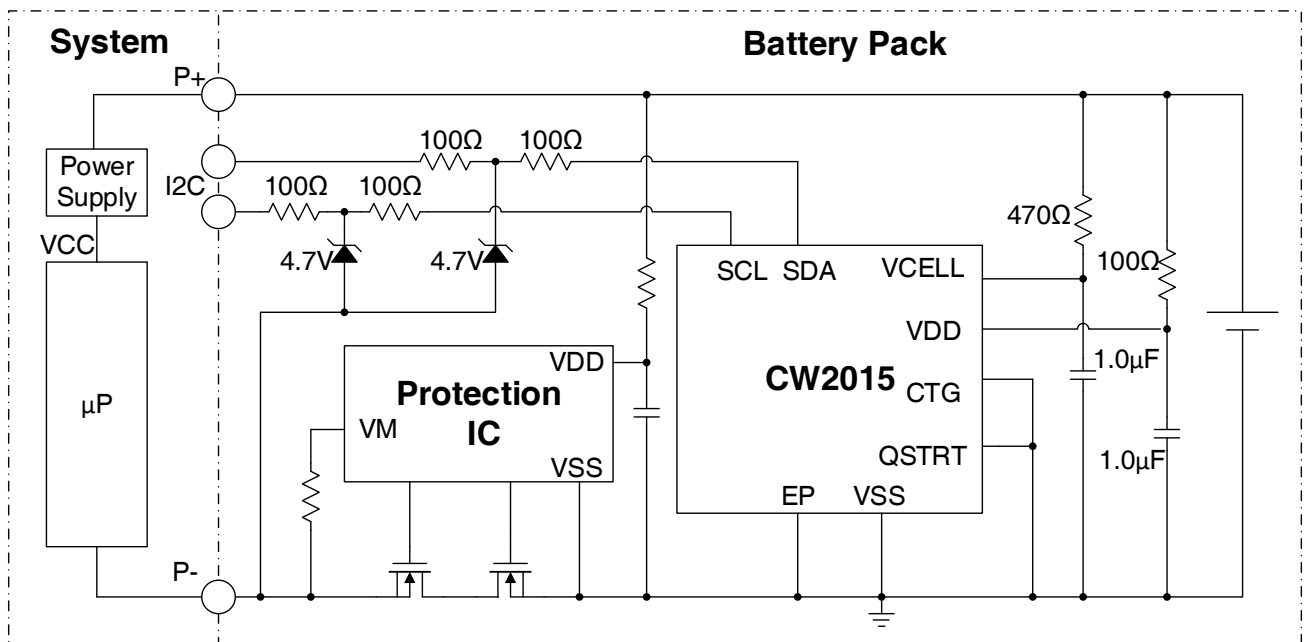 System
Battery Pack
P+
100Ω
100Ω
Power
Supply
I2C
100Ω
100Ω
470Ω
VCC
4.7V
4.7V
SCL
SDA
VCELL
100Ω
VDD
VDD
1.0µF
Protection
IC
CW2015
CTG
µP
VM
QSTRT
1.0µF
VSS
EP
VSS
P-